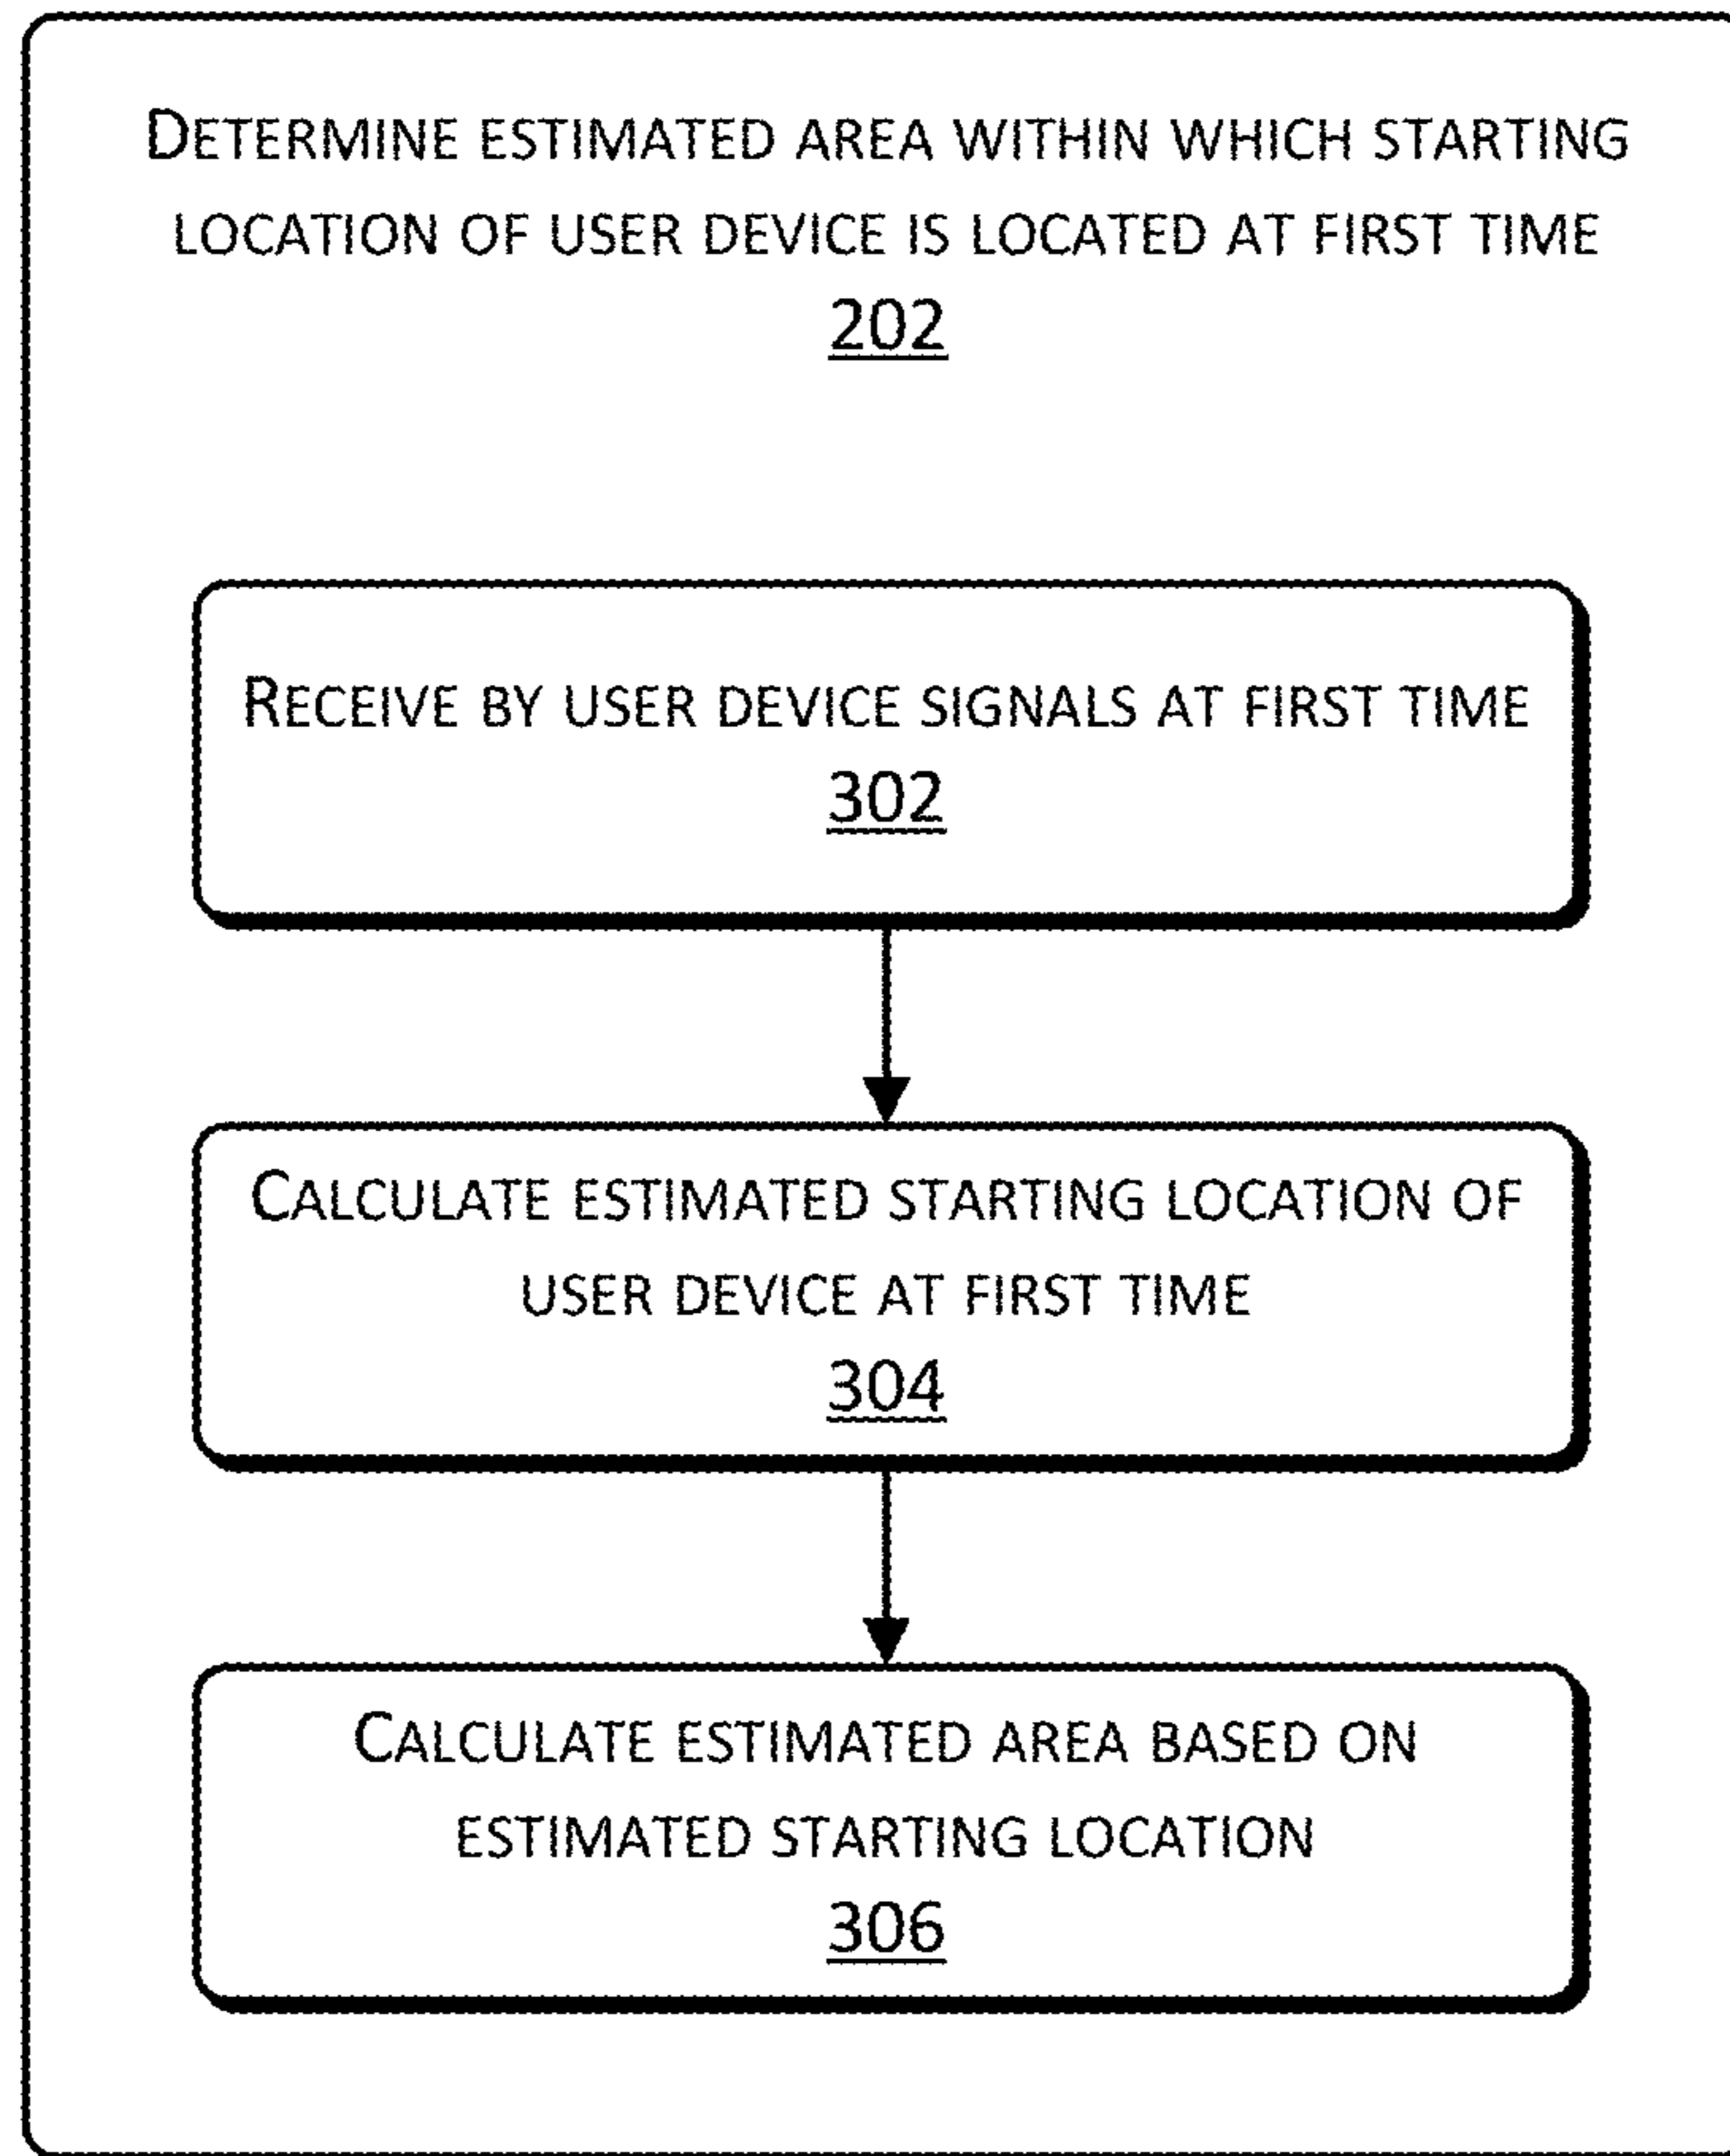 DETERMINE ESTIMATED AREA WITHIN WHICH STARTING
LOCATION OF USER DEVICE IS LOCATED AT FIRST TIME
202
RECEIVE BY USER DEVICE SIGNALS AT FIRST TIME
302
CALCULATE ESTIMATED STARTING LOCATION OF
USER DEVICE AT FIRST TIME
304
CALCULATE ESTIMATED AREA BASED ON
ESTIMATED STARTING LOCATION
306